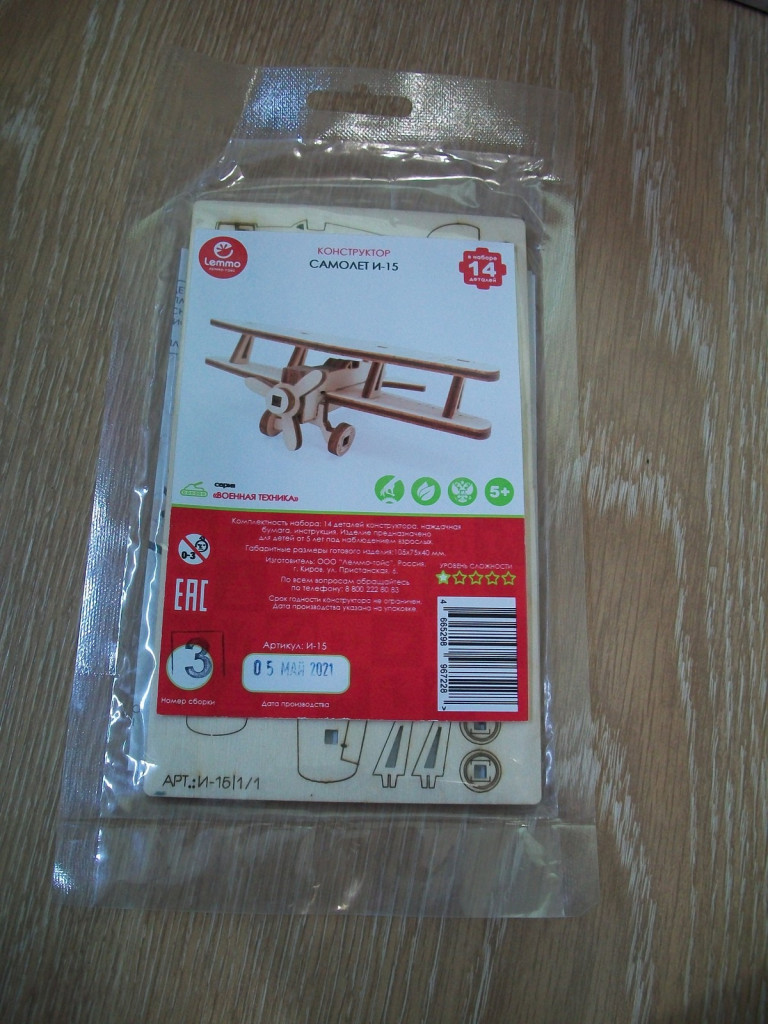 Lemmo
КОНСТРУКТОР
САМОЛЕТ И-15
в наборе
14
деталей
серия
«ВОЕННАЯ ТЕХНИКА»
5+
Комплектность набора: 14 деталей конструктора, наждачная
бумага, инструкция. Изделие предназначено
для детей от 5 лет под наблюдением взрослых.
Габаритные размеры готового изделия:105х75х40 мм.
Изготовитель: ООО "Леммо-тойс", Россия,
г. Киров, ул. Пристанская, 6.
По всем вопросам обращайтесь
по телефону: 8 800 222 80 83
Срок годности конструктора не ограничен.
Дата производства указана на упаковке.
0-3
EAC
УРОВЕНЬ СЛОЖНОСТИ
4 665298 967228 >
3
Номер сборки
Артикул: И-15
05 МАЯ 2021
Дата производства
АРТ.:И-15|1/1